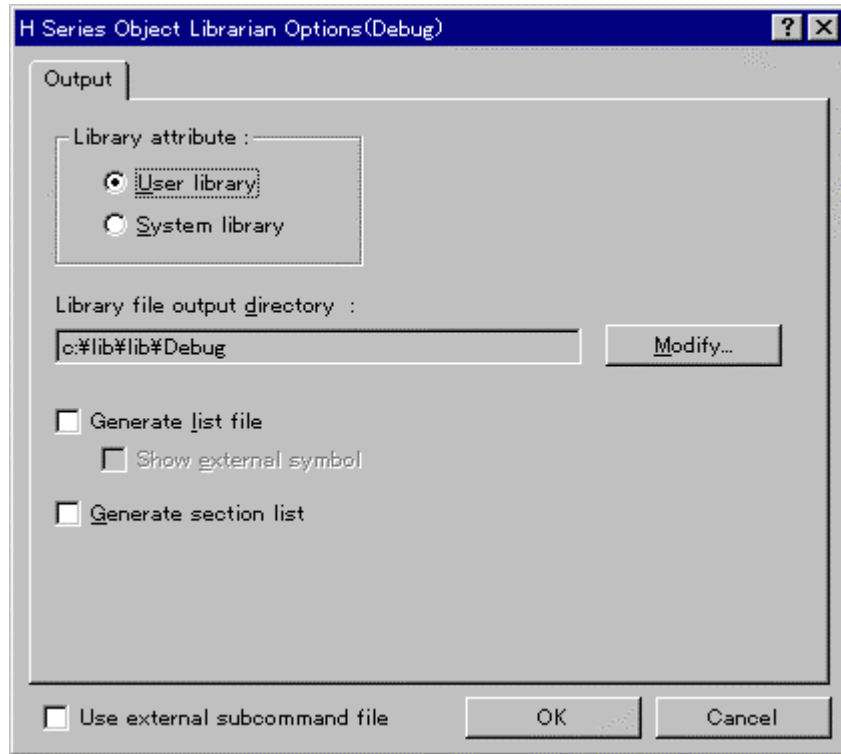 H Series Object Librarian Options(Debug)
Output
Library attribute :
User library
System library
Library file output directory :
c:¥lib¥lib¥Debug
Modify...
Generate list file
Show external symbol
Generate section list
Use external subcommand file
OK
Cancel